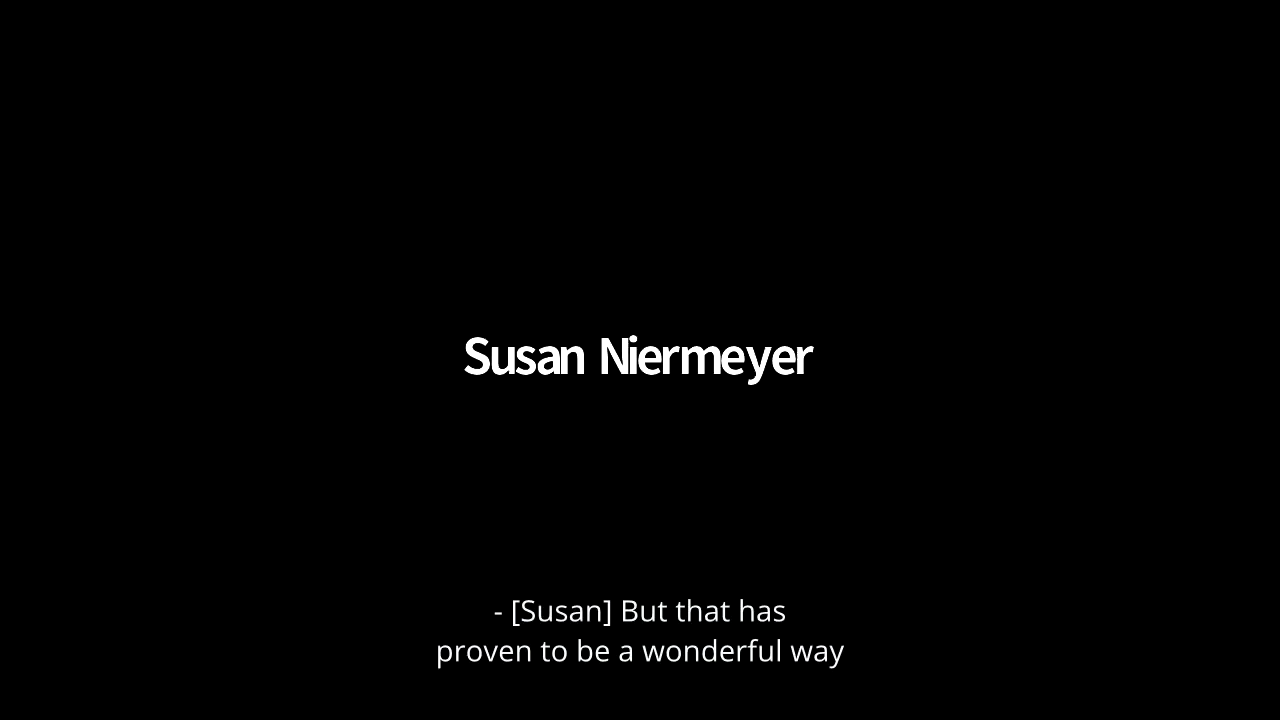 Susan Niermeyer
- [Susan] But that has
proven to be a wonderful way